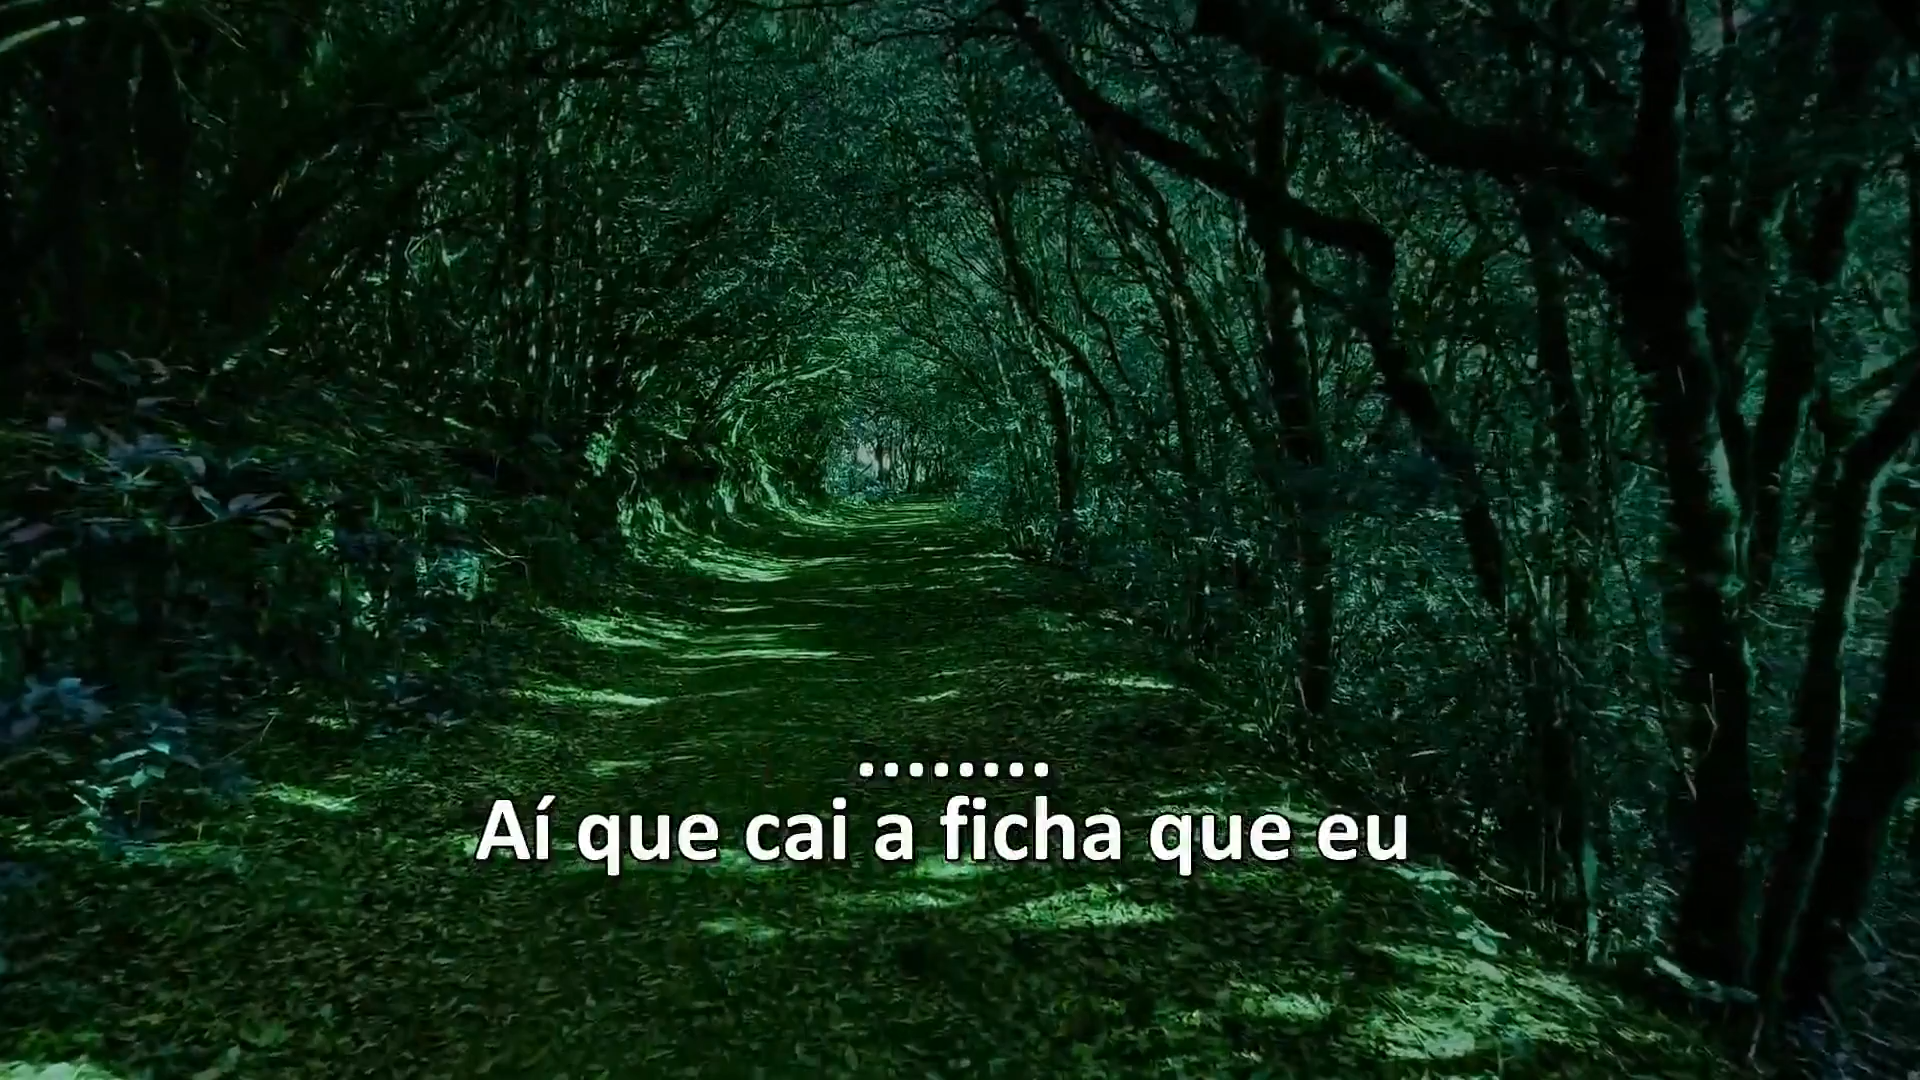 ........
Aí que cai a ficha que eu